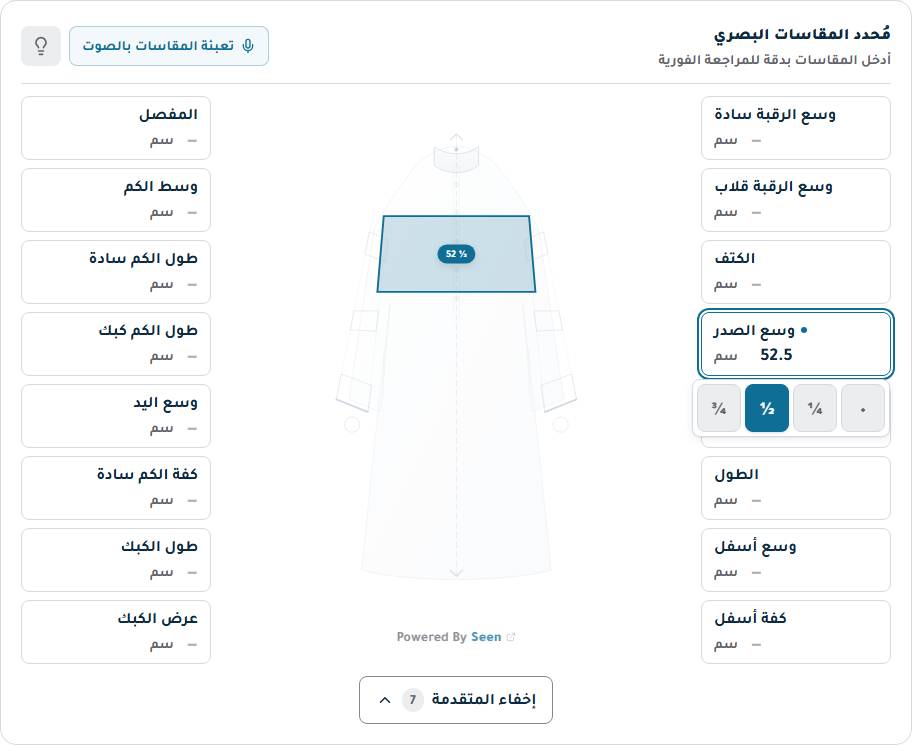 مُحدد المقاسات البصري
أدخل المقاسات بدقة للمراجعة الفورية
تعبئة المقاسات بالصوت
وسع الرقبة سادة
— سم
وسع الرقبة قلاب
— سم
الكتف
— سم
وسع الصدر
52.5 سم
٠ ¼ ½ ¾
الطول
— سم
وسع أسفل
— سم
كفة أسفل
— سم
52 ½
المفصل
— سم
وسط الكم
— سم
طول الكم سادة
— سم
طول الكم كبك
— سم
وسع اليد
— سم
كفة الكم سادة
— سم
طول الكبك
— سم
عرض الكبك
— سم
Powered By Seen
إخفاء المتقدمة 7